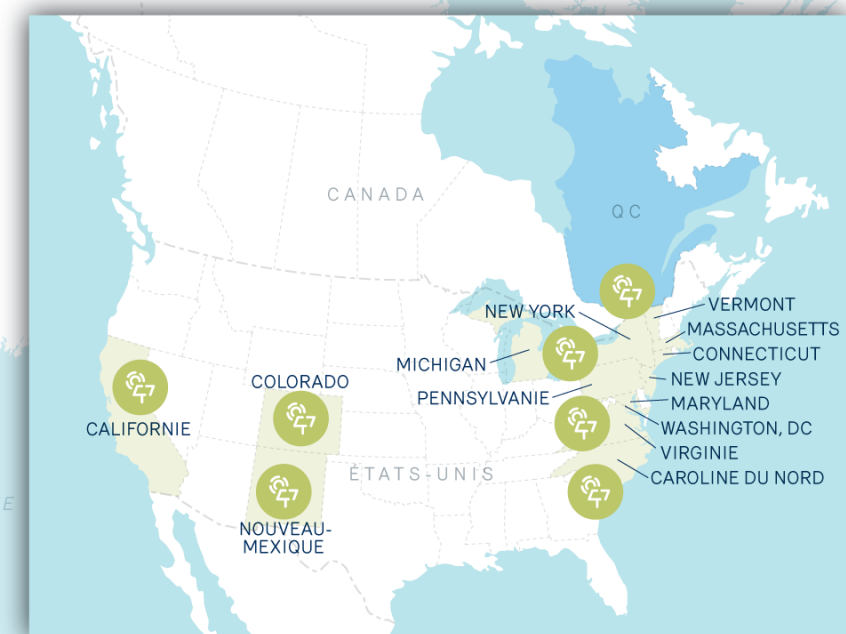 CANADA
QC
NEW YORK
VERMONT
MASSACHUSETTS
MICHIGAN
CONNECTICUT
COLORADO
NEW JERSEY
PENNSYLVANIE
MARYLAND
CALIFORNIE
WASHINGTON, DC
VIRGINIE
ÉTATS-UNIS
CAROLINE DU NORD
NOUVEAU-
MEXIQUE
E